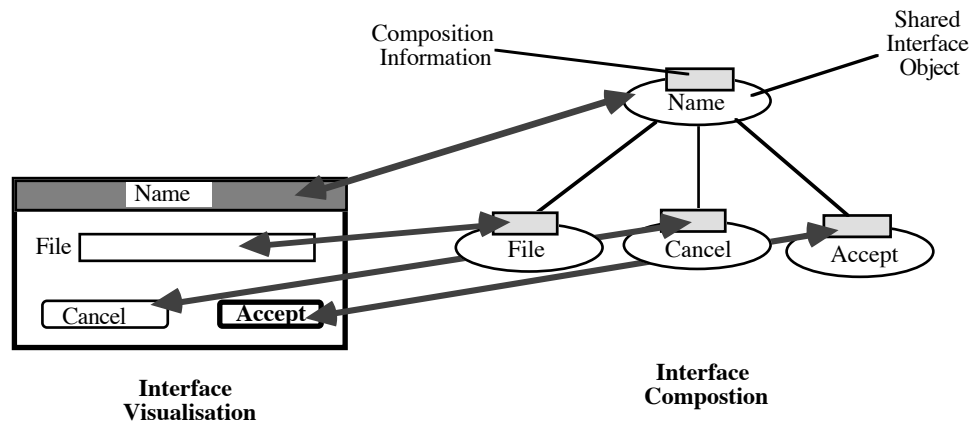 Composition
Information
Shared
Interface
Object
Name
Name
File
File
Cancel
Accept
Cancel
Accept
Interface
Visualisation
Interface
Compostion